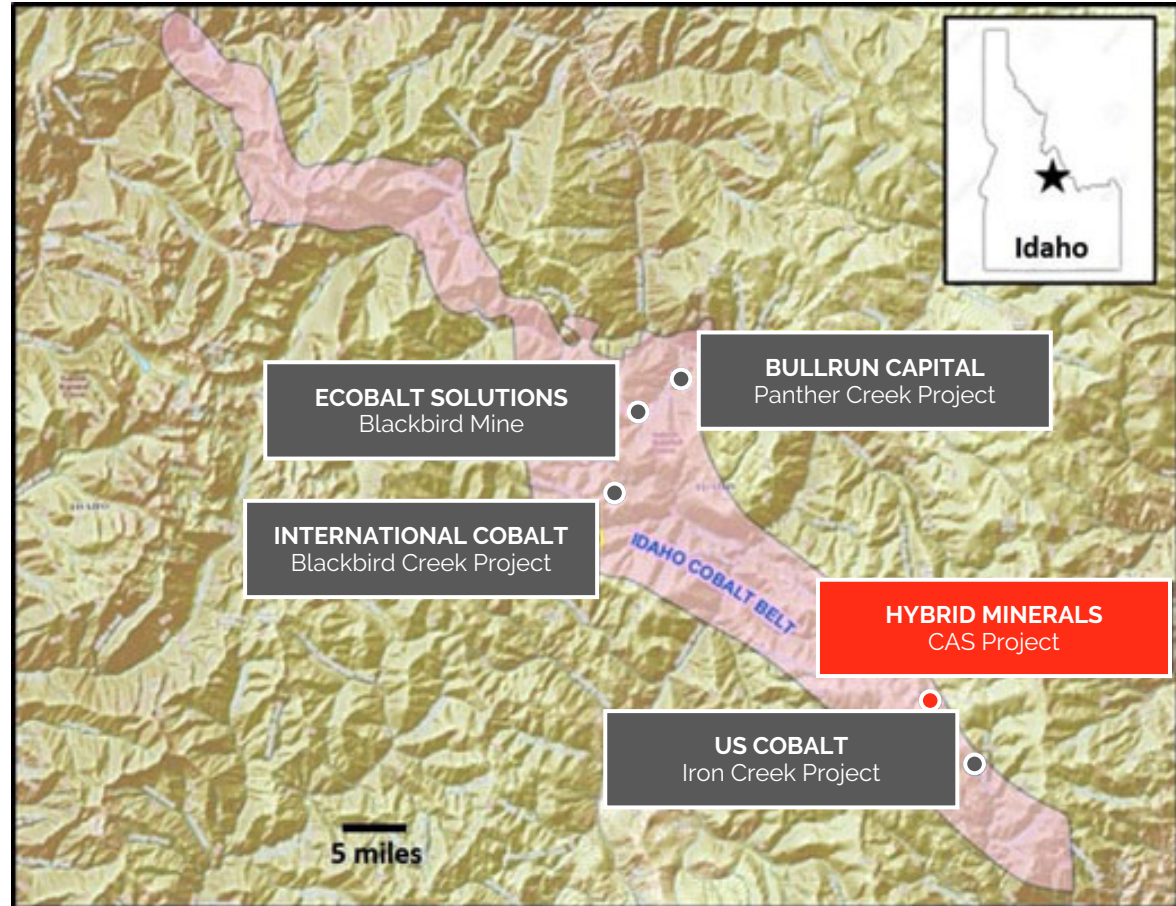 Idaho
BULLRUN CAPITAL
Panther Creek Project
ECOBALT SOLUTIONS
Blackbird Mine
INTERNATIONAL COBALT
Blackbird Creek Project
IDAHO COBALT BELT
HYBRID MINERALS
CAS Project
US COBALT
Iron Creek Project
5 miles